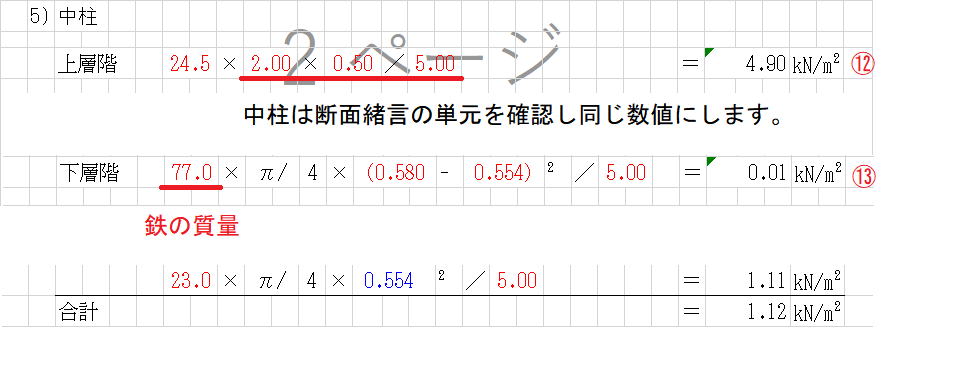 5) 中柱
2 ページ
上層階 24.5 × 2.00 × 0.50 ／ 5.00 = 4.90 kN/m² ⑫
中柱は断面緒言の単元を確認し同じ数値にします。
下層階 77.0 × π/ 4 × (0.580 - 0.554) ² ／ 5.00 = 0.01 kN/m² ⑬
鉄の質量
23.0 × π/ 4 × 0.554 ² ／ 5.00 = 1.11 kN/m²
合計 = 1.12 kN/m²